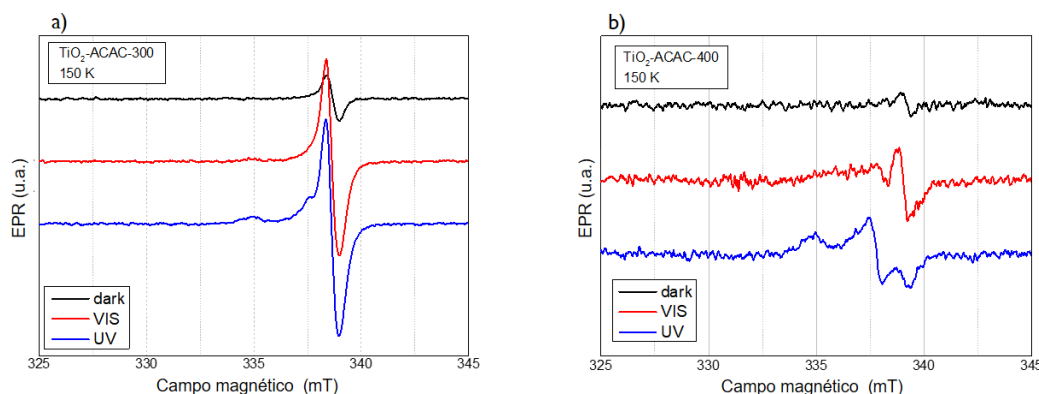 a)
TiO₂-ACAC-300
150 K
EPR (u.a.)
dark
VIS
UV
325 330 335 340 345
Campo magnético (mT)
b)
TiO₂-ACAC-400
150 K
EPR (u.a.)
dark
VIS
UV
325 330 335 340 345
Campo magnético (mT)